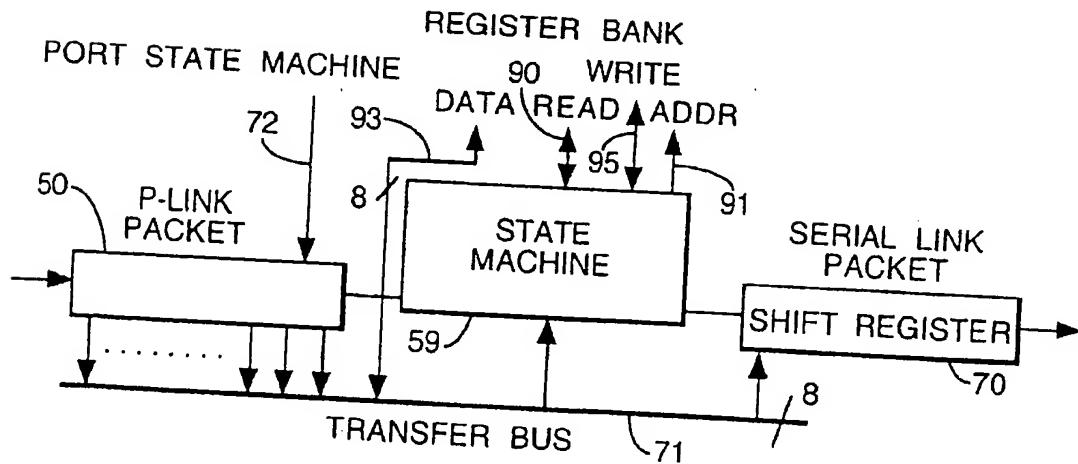 REGISTER BANK
PORT STATE MACHINE
90 WRITE
DATA READ ADDR
72
93
95
91
8
50
P-LINK
PACKET
STATE
MACHINE
SERIAL LINK
PACKET
SHIFT REGISTER
59
70
8
TRANSFER BUS
71